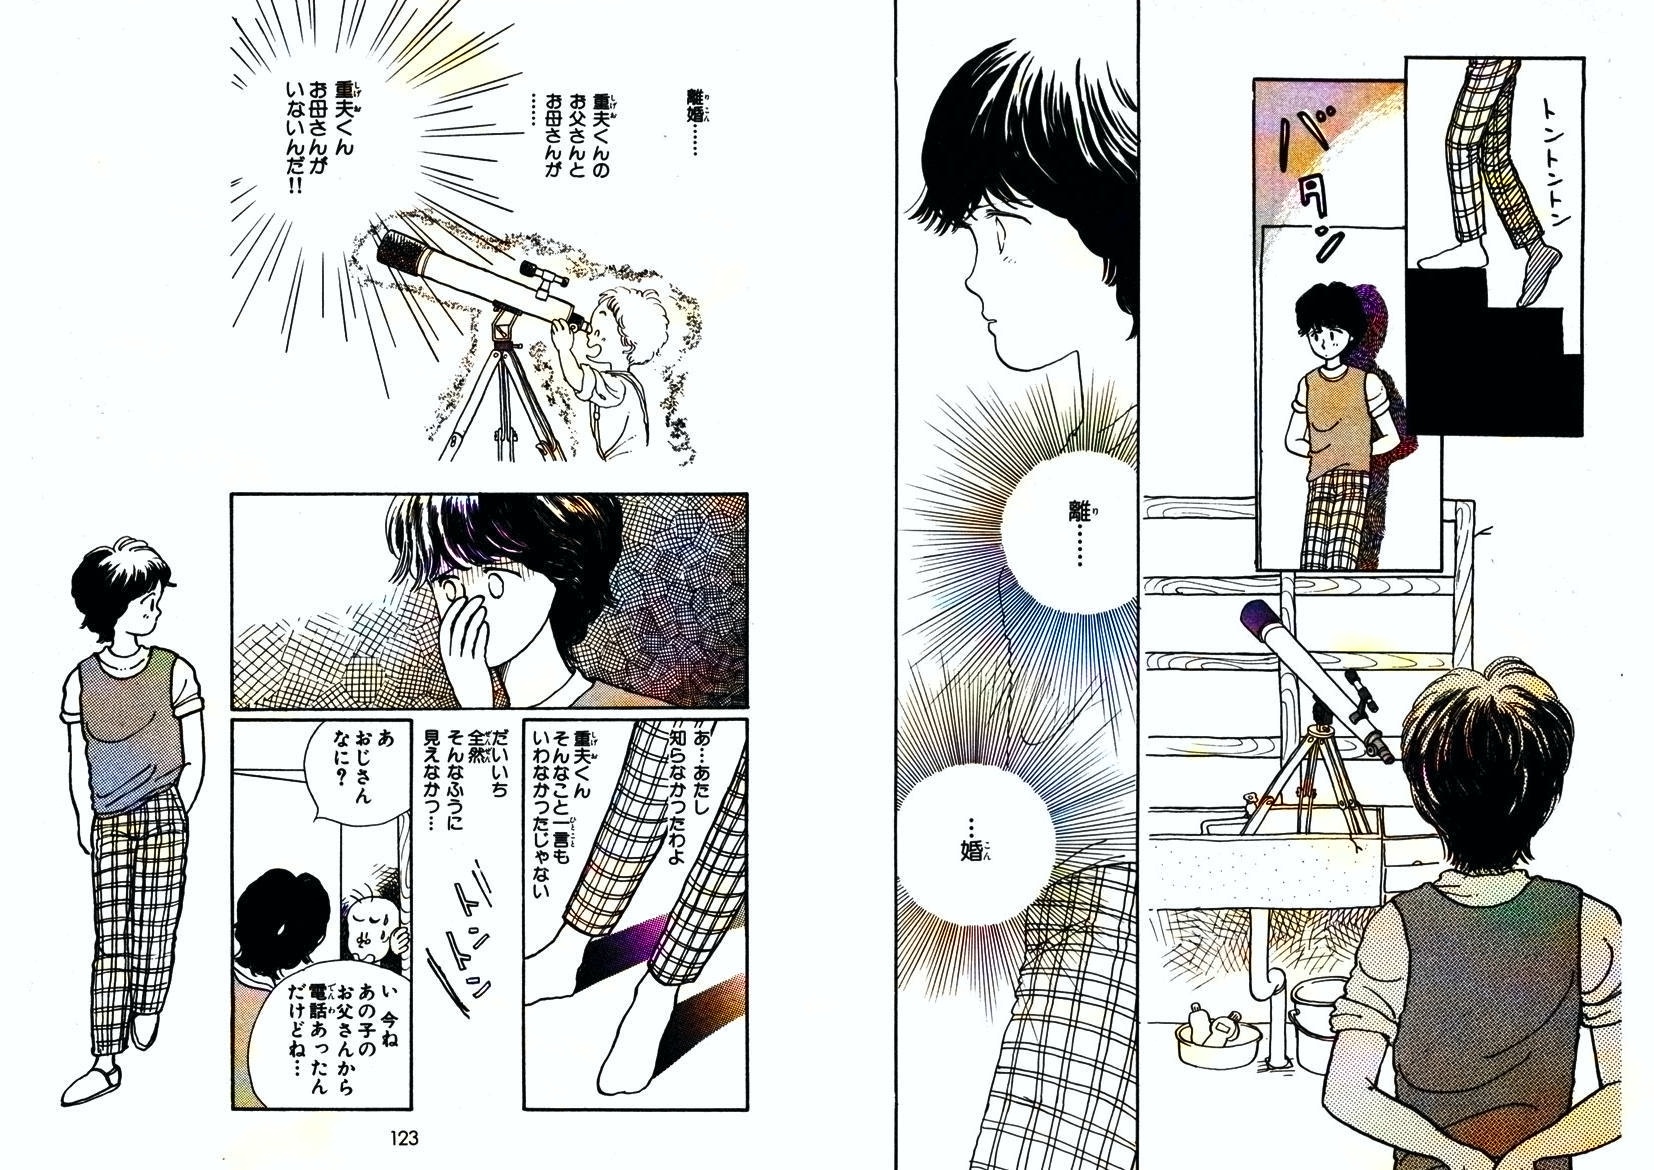 トントントントン
バタン
離……
…婚
離婚……
重夫くんの
お父さんと
お母さんが
……
重夫くん
お母さんが
いないんだ!!
あ…あたし
知らなかったわよ
重夫くん
そんなこと一言も
いわなかったじゃない
だいいち
全然
そんなふうに
見えなかっ…
トントン
あ
おじさん
なに?
い 今ね
あの子の
お父さんから
電話あったん
だけどね…
123